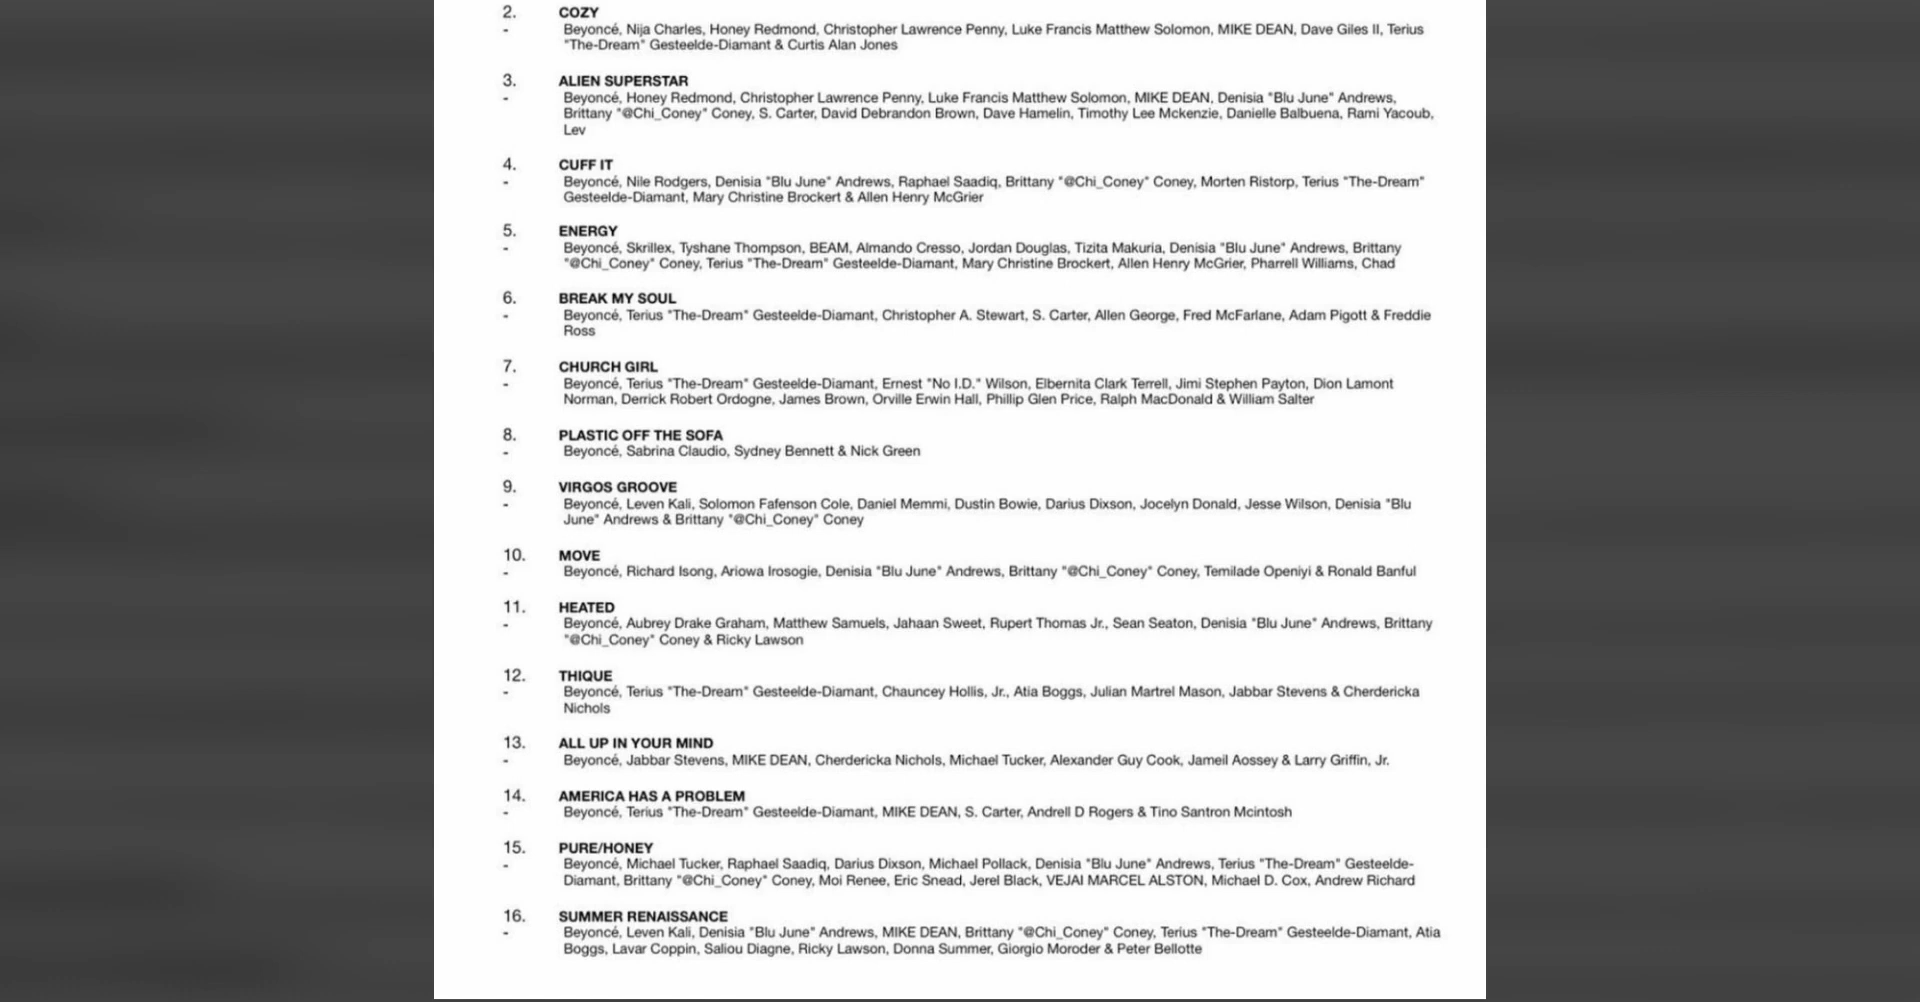 2. COZY
- Beyoncé, Nija Charles, Honey Redmond, Christopher Lawrence Penny, Luke Francis Matthew Solomon, MIKE DEAN, Dave Giles II, Terius
"The-Dream" Gesteelde-Diamant & Curtis Alan Jones
3. ALIEN SUPERSTAR
- Beyoncé, Honey Redmond, Christopher Lawrence Penny, Luke Francis Matthew Solomon, MIKE DEAN, Denisia "Blu June" Andrews,
Brittany "@Chi_Coney" Coney, S. Carter, David Debrandon Brown, Dave Hamelin, Timothy Lee Mckenzie, Danielle Balbuena, Rami Yacoub,
Lev
4. CUFF IT
- Beyoncé, Nile Rodgers, Denisia "Blu June" Andrews, Raphael Saadiq, Brittany "@Chi_Coney" Coney, Morten Ristorp, Terius "The-Dream"
Gesteelde-Diamant, Mary Christine Brockert & Allen Henry McGrier
5. ENERGY
- Beyoncé, Skrillex, Tyshane Thompson, BEAM, Almando Cresso, Jordan Douglas, Tizita Makuria, Denisia "Blu June" Andrews, Brittany
"@Chi_Coney" Coney, Terius "The-Dream" Gesteelde-Diamant, Mary Christine Brockert, Allen Henry McGrier, Pharrell Williams, Chad
6. BREAK MY SOUL
- Beyoncé, Terius "The-Dream" Gesteelde-Diamant, Christopher A. Stewart, S. Carter, Allen George, Fred McFarlane, Adam Pigott & Freddie
Ross
7. CHURCH GIRL
- Beyoncé, Terius "The-Dream" Gesteelde-Diamant, Ernest "No I.D." Wilson, Elbernita Clark Terrell, Jimi Stephen Payton, Dion Lamont
Norman, Derrick Robert Ordogne, James Brown, Orville Erwin Hall, Phillip Glen Price, Ralph MacDonald & William Salter
8. PLASTIC OFF THE SOFA
- Beyoncé, Sabrina Claudio, Sydney Bennett & Nick Green
9. VIRGOS GROOVE
- Beyoncé, Leven Kali, Solomon Fafenson Cole, Daniel Memmi, Dustin Bowie, Darius Dixson, Jocelyn Donald, Jesse Wilson, Denisia "Blu
June" Andrews & Brittany "@Chi_Coney" Coney
10. MOVE
- Beyoncé, Richard Isong, Ariowa Irosogie, Denisia "Blu June" Andrews, Brittany "@Chi_Coney" Coney, Temilade Openiyi & Ronald Banful
11. HEATED
- Beyoncé, Aubrey Drake Graham, Matthew Samuels, Jahaan Sweet, Rupert Thomas Jr., Sean Seaton, Denisia "Blu June" Andrews, Brittany
"@Chi_Coney" Coney & Ricky Lawson
12. THIQUE
- Beyoncé, Terius "The-Dream" Gesteelde-Diamant, Chauncey Hollis, Jr., Atia Boggs, Julian Martrel Mason, Jabbar Stevens & Cherdericka
Nichols
13. ALL UP IN YOUR MIND
- Beyoncé, Jabbar Stevens, MIKE DEAN, Cherdericka Nichols, Michael Tucker, Alexander Guy Cook, Jameil Aossey & Larry Griffin, Jr.
14. AMERICA HAS A PROBLEM
- Beyoncé, Terius "The-Dream" Gesteelde-Diamant, MIKE DEAN, S. Carter, Andrell D Rogers & Tino Santron Mcintosh
15. PURE/HONEY
- Beyoncé, Michael Tucker, Raphael Saadiq, Darius Dixson, Michael Pollack, Denisia "Blu June" Andrews, Terius "The-Dream" Gesteelde-
Diamant, Brittany "@Chi_Coney" Coney, Moi Renee, Eric Snead, Jerel Black, VEJAI MARCEL ALSTON, Michael D. Cox, Andrew Richard
16. SUMMER RENAISSANCE
- Beyoncé, Leven Kali, Denisia "Blu June" Andrews, MIKE DEAN, Brittany "@Chi_Coney" Coney, Terius "The-Dream" Gesteelde-Diamant, Atia
Boggs, Lavar Coppin, Saliou Diagne, Ricky Lawson, Donna Summer, Giorgio Moroder & Peter Bellotte